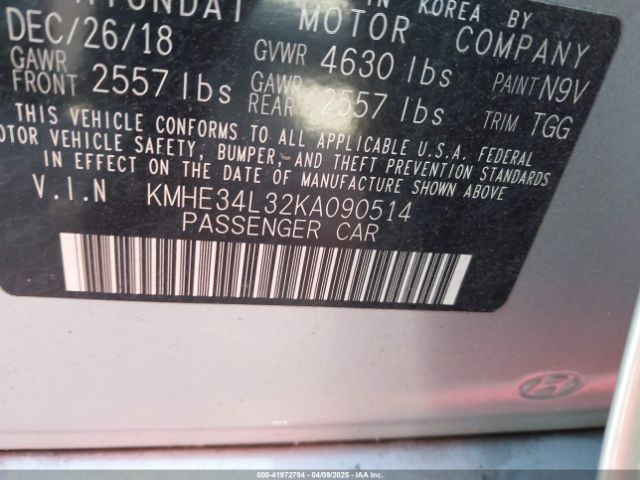 HYUNDAI MOTOR COMPANY
IN KOREA BY
DEC/26/18 GVWR 4630 lbs PAINT N9V
GAWR FRONT 2557 lbs GAWR REAR 2557 lbs TRIM TGG
THIS VEHICLE CONFORMS TO ALL APPLICABLE U.S.A. FEDERAL
MOTOR VEHICLE SAFETY, BUMPER, AND THEFT PREVENTION STANDARDS
IN EFFECT ON THE DATE OF MANUFACTURE SHOWN ABOVE.
V.I.N KMHE34L32KA090514
PASSENGER CAR
000-41972794 04/09/2025 IAAI.COM